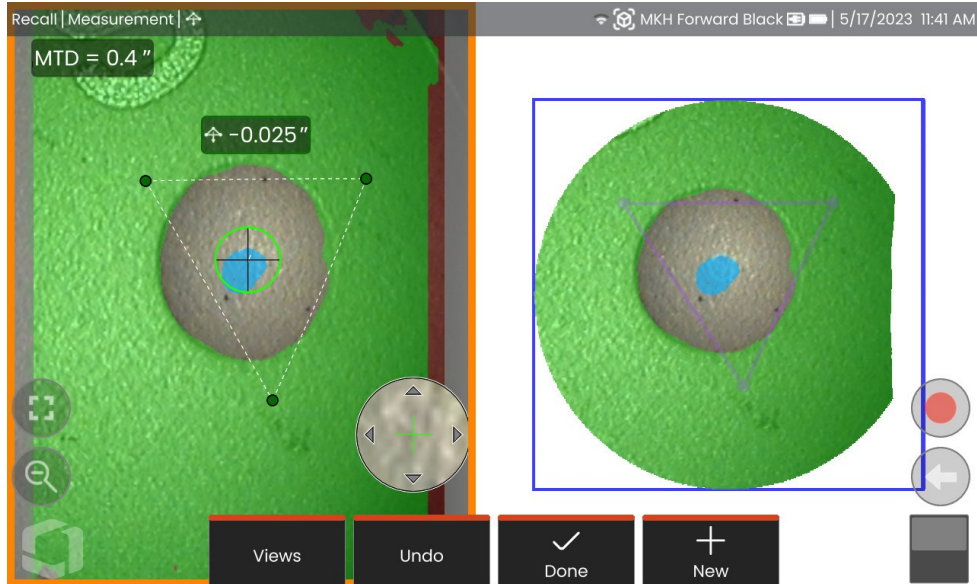 Recall | Measurement |
MKH Forward Black | 5/17/2023 11:41 AM
MTD = 0.4 ″
-0.025″
Views
Undo
Done
New